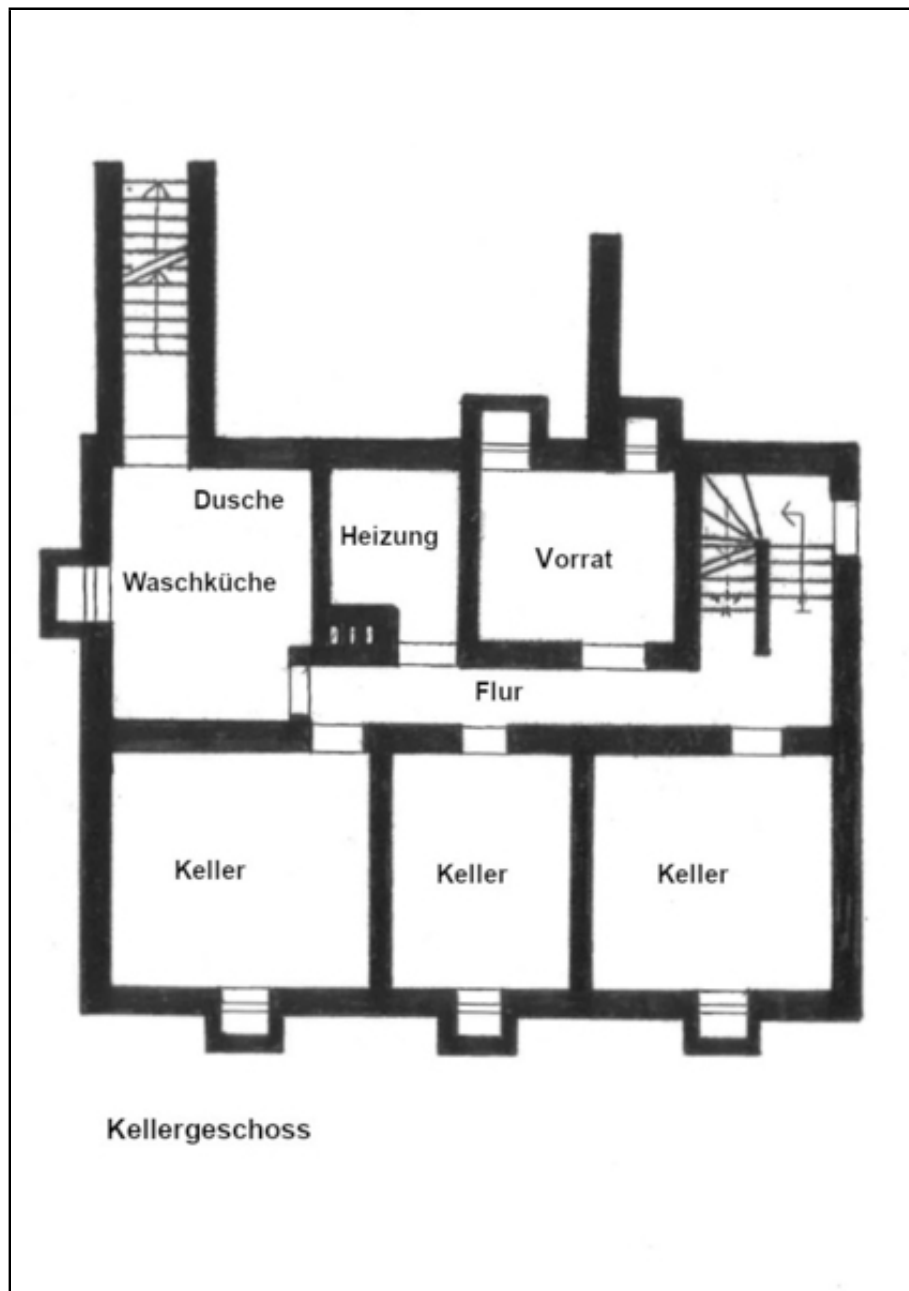 Dusche
Heizung
Vorrat
Waschküche
Flur
Keller
Keller
Keller
Kellergeschoss